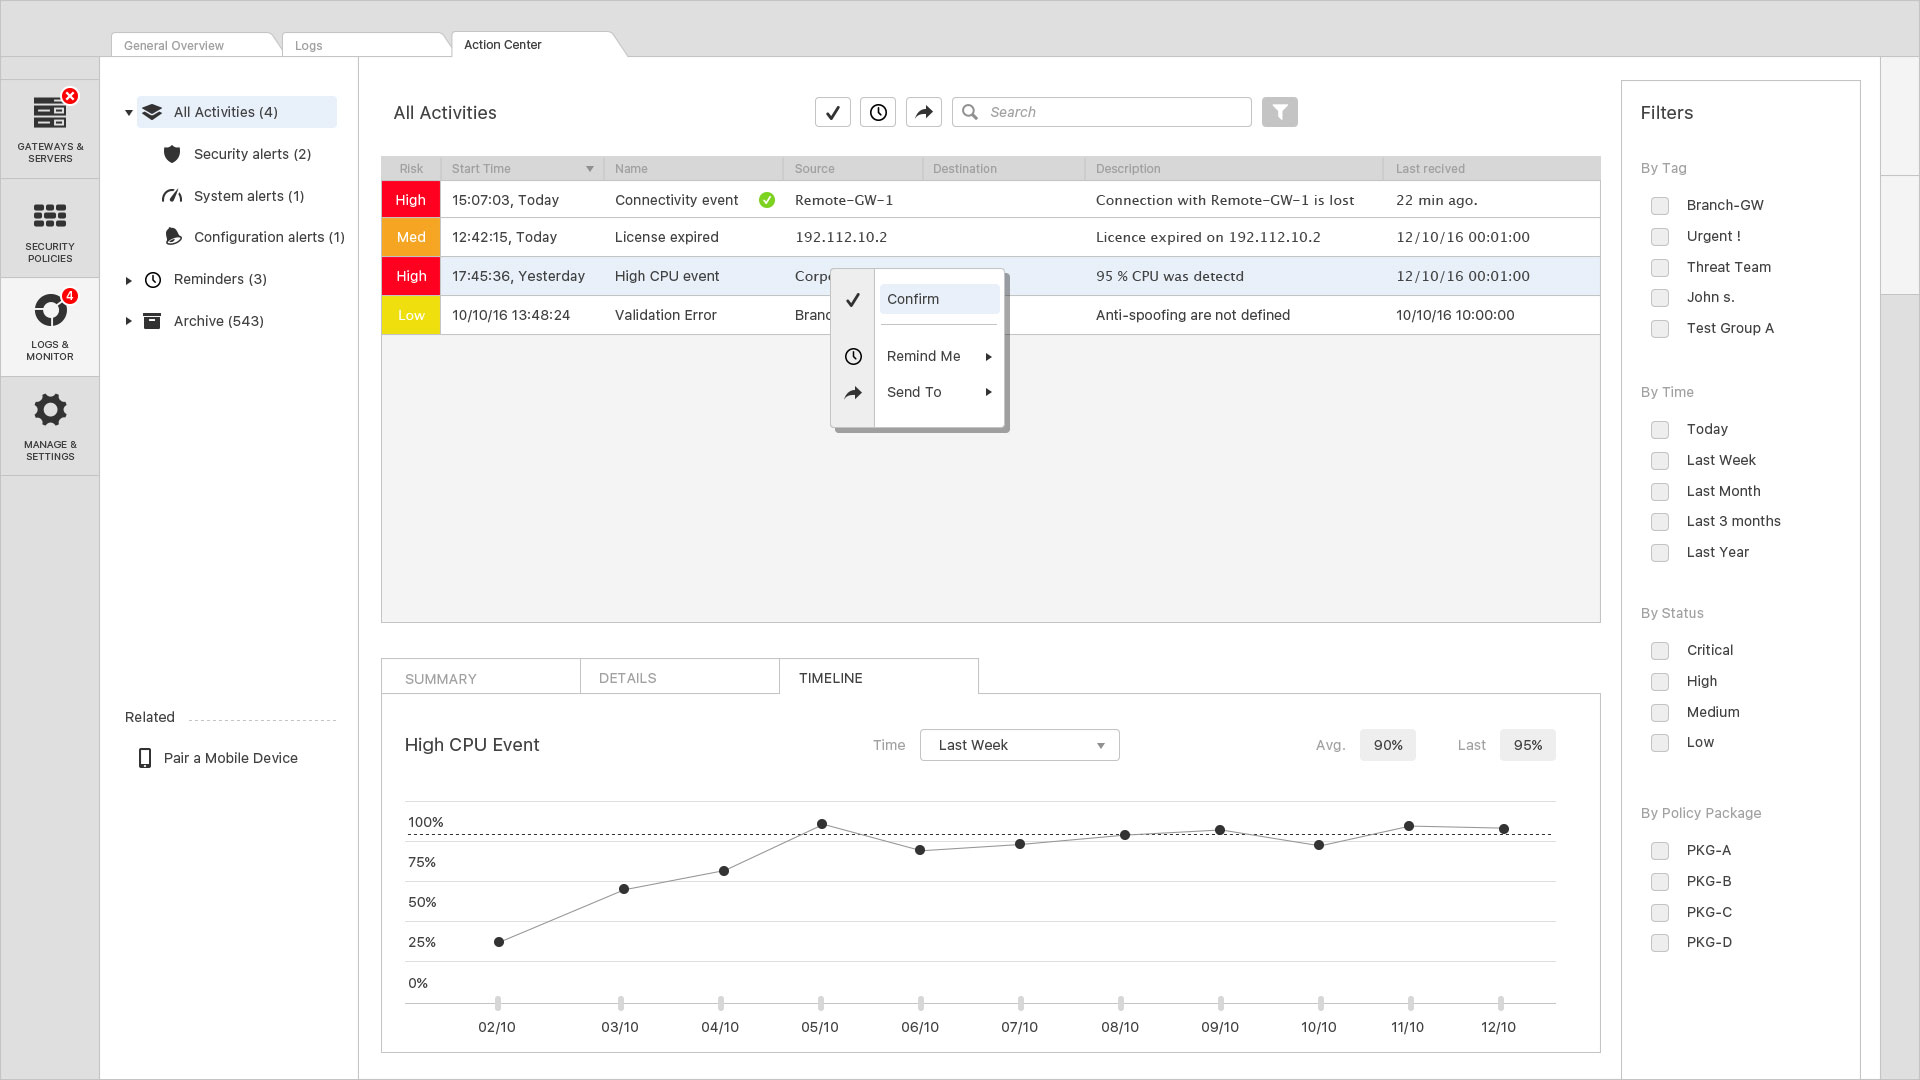 General Overview
Logs
Action Center
GATEWAYS &
SERVERS
SECURITY
POLICIES
4
LOGS &
MONITOR
MANAGE &
SETTINGS
All Activities (4)
Security alerts (2)
System alerts (1)
Configuration alerts (1)
Reminders (3)
Archive (543)
Related
Pair a Mobile Device
All Activities
Search
Risk Start Time Name Source Destination Description Last recived
High 15:07:03, Today Connectivity event Remote-GW-1 Connection with Remote-GW-1 is lost 22 min ago.
Med 12:42:15, Today License expired 192.112.10.2 Licence expired on 192.112.10.2 12/10/16 00:01:00
High 17:45:36, Yesterday High CPU event Corpo 95 % CPU was detectd 12/10/16 00:01:00
Low 10/10/16 13:48:24 Validation Error Branc Anti-spoofing are not defined 10/10/16 10:00:00
Confirm
Remind Me
Send To
SUMMARY
DETAILS
TIMELINE
High CPU Event
Time Last Week
Avg. 90%
Last 95%
100%
75%
50%
25%
0%
02/10 03/10 04/10 05/10 06/10 07/10 08/10 09/10 10/10 11/10 12/10
Filters
By Tag
Branch-GW
Urgent !
Threat Team
John s.
Test Group A
By Time
Today
Last Week
Last Month
Last 3 months
Last Year
By Status
Critical
High
Medium
Low
By Policy Package
PKG-A
PKG-B
PKG-C
PKG-D